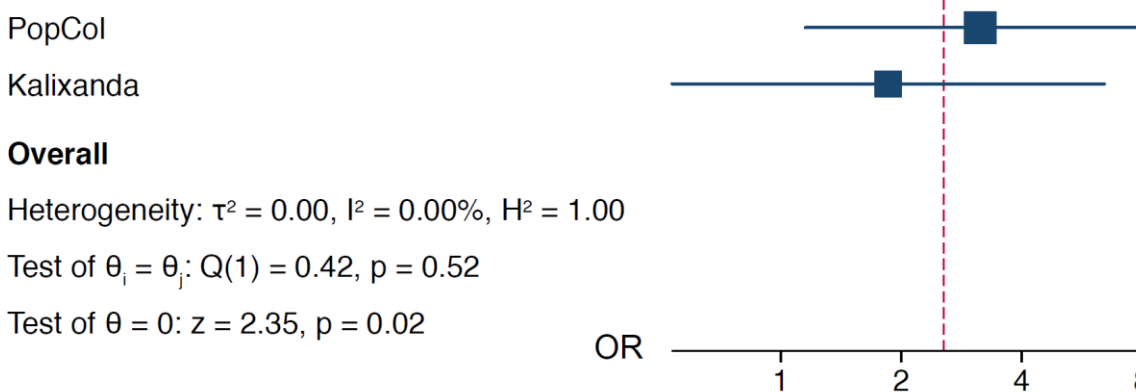 PopCol
Kalixanda
Overall
Heterogeneity: τ² = 0.00, I² = 0.00%, H² = 1.00
Test of θᵢ = θⱼ: Q(1) = 0.42, p = 0.52
Test of θ = 0: z = 2.35, p = 0.02
OR
1 2 4